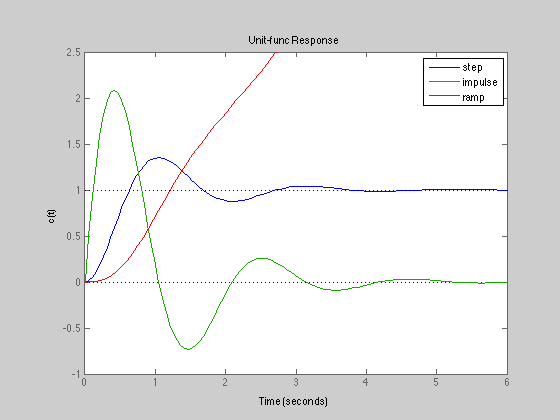 Unit-func Response
step
impulse
ramp
2.5
2
1.5
1
0.5
0
-0.5
-1
c(t)
0 1 2 3 4 5 6
Time (seconds)